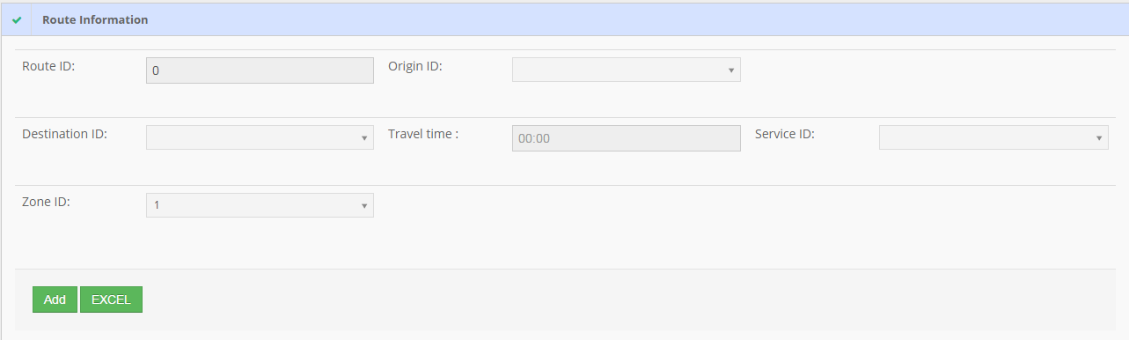 Route Information
Route ID: 0 Origin ID:
Destination ID: Travel time : 00:00 Service ID:
Zone ID: 1
Add EXCEL